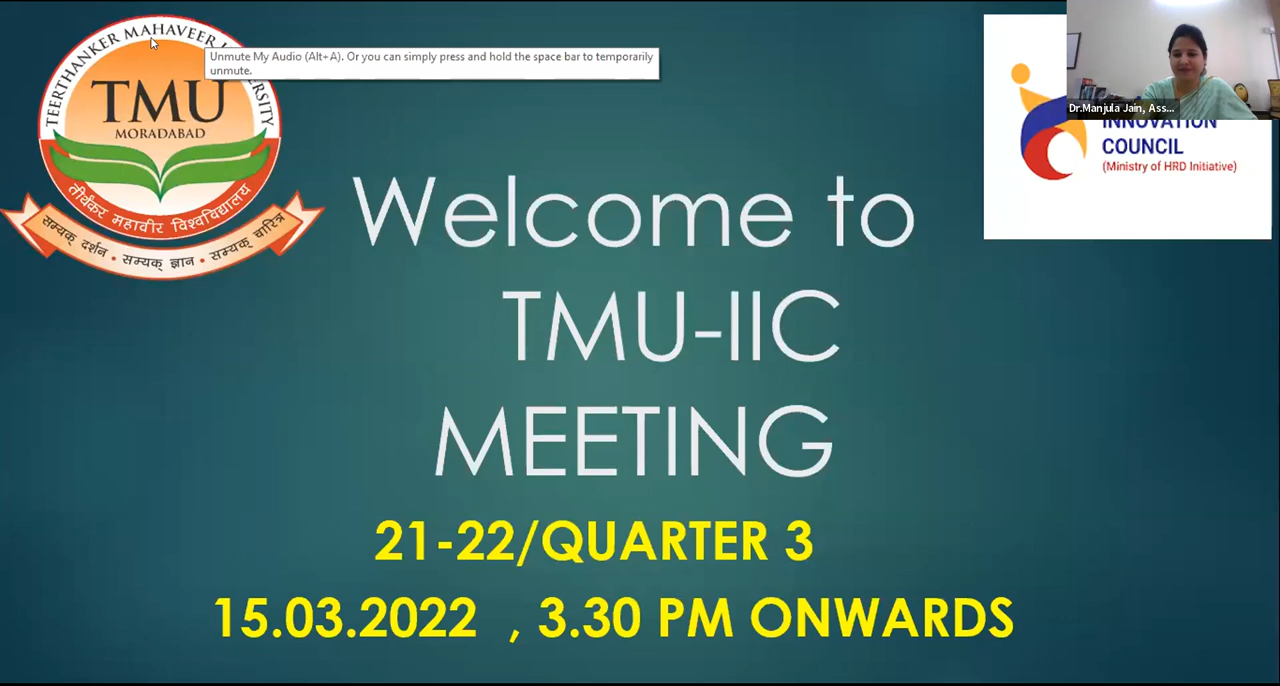 TEERTHANKER MAHAVEER
TMU
MORADABAD
तीर्थंकर महावीर विश्वविद्यालय
सम्यक् दर्शन • सम्यक् ज्ञान • सम्यक् चारित्र
Unmute My Audio (Alt+A). Or you can simply press and hold the space bar to temporarily
unmute.
Dr.Manjula Jain, Ass...
INNOVATION
COUNCIL
(Ministry of HRD Initiative)
Welcome to
TMU-IIC
MEETING
21-22/QUARTER 3
15.03.2022 , 3.30 PM ONWARDS